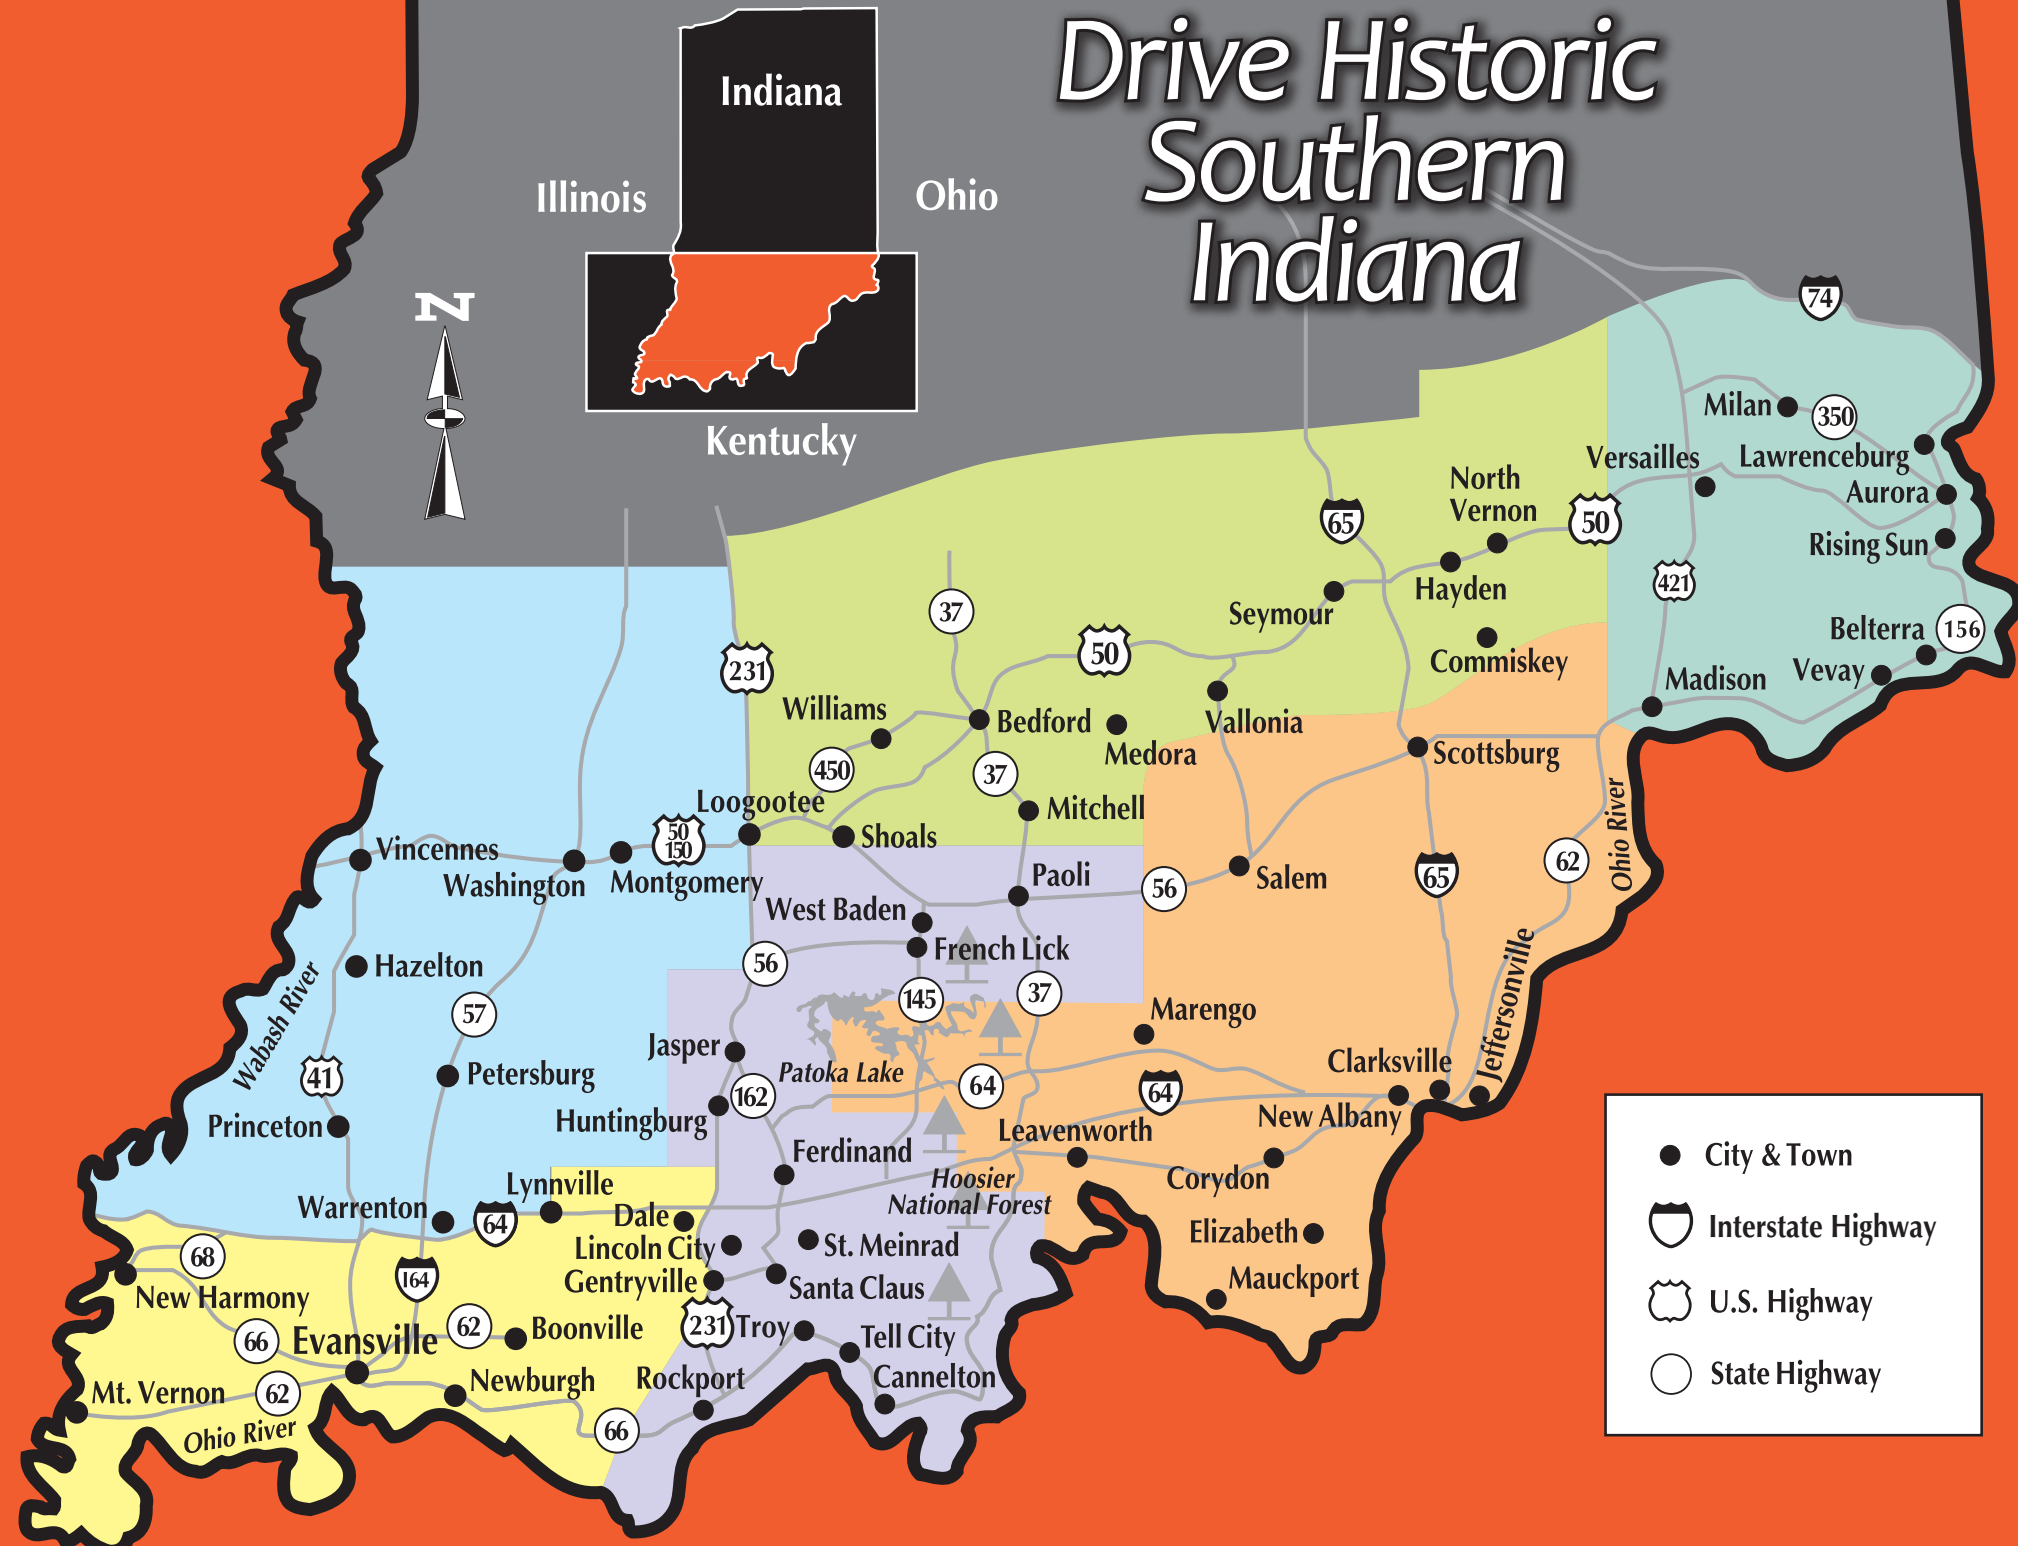 Drive Historic
Southern
Indiana
Indiana
Illinois
Ohio
Kentucky
N
74
Milan
350
Versailles
Lawrenceburg
Aurora
North
Vernon
50
65
Rising Sun
Hayden
421
Seymour
37
Belterra
156
50
Commiskey
231
Madison
Vevay
Williams
Bedford
Vallonia
Medora
Scottsburg
450
37
Loogootee
Mitchell
Shoals
50
150
Vincennes
Washington
Montgomery
Ohio River
62
Paoli
56
Salem
65
West Baden
French Lick
56
Hazelton
Wabash River
57
145
37
Marengo
Jeffersonville
Jasper
Patoka Lake
64
64
Clarksville
41
Petersburg
162
Huntingburg
New Albany
Princeton
Leavenworth
Ferdinand
Corydon
Hoosier
National Forest
Lynnville
Warrenton
64
Dale
Lincoln City
St. Meinrad
Elizabeth
68
164
Gentryville
Santa Claus
Mauckport
New Harmony
66
Evansville
62
Boonville
231
Troy
Tell City
Mt. Vernon
62
Newburgh
Rockport
Cannelton
Ohio River
66
City & Town
Interstate Highway
U.S. Highway
State Highway